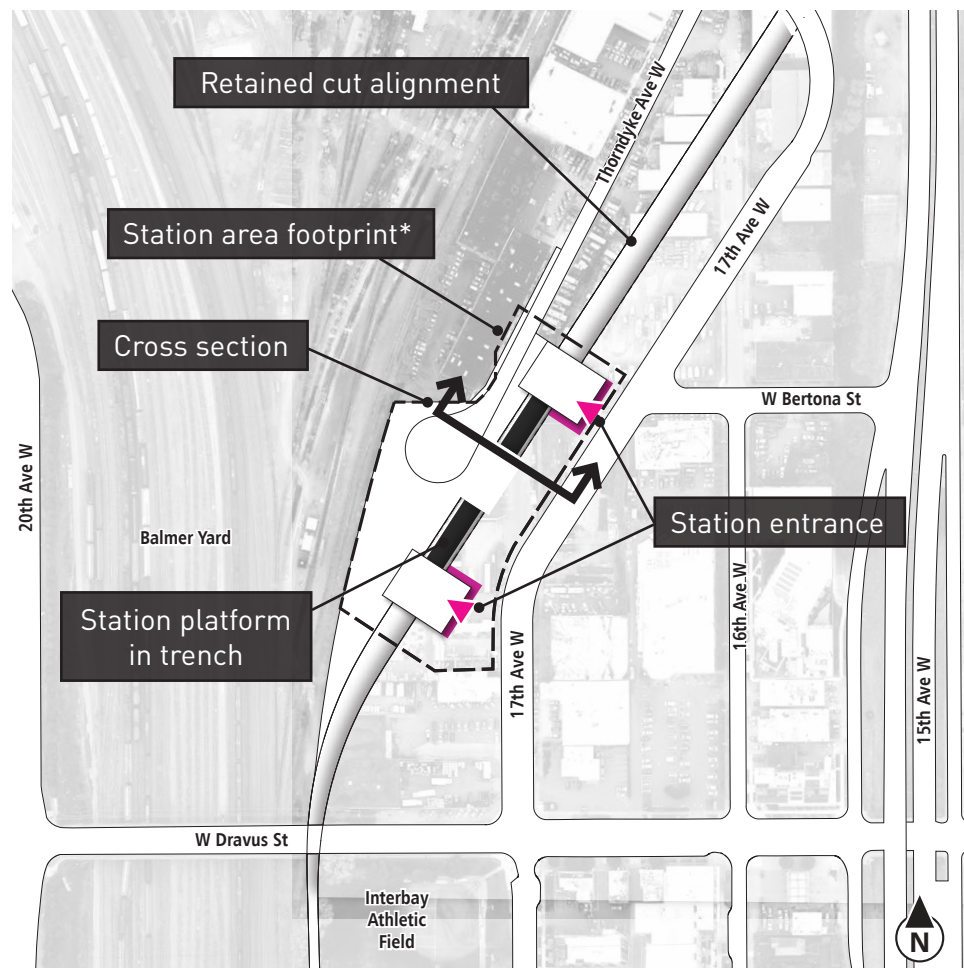 Retained cut alignment
Thorndyke Ave W
Station area footprint*
17th Ave W
Cross section
W Bertona St
20th Ave W
Balmer Yard
Station entrance
Station platform
in trench
16th Ave W
17th Ave W
15th Ave W
W Dravus St
Interbay
Athletic
Field
N